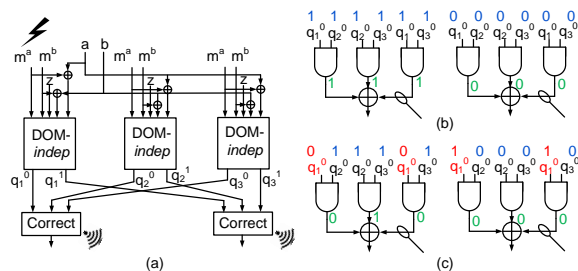 a b
m^a m^b m^a m^b m^a m^b
z z z
DOM-indep DOM-indep DOM-indep
q_1^0 q_1^1 q_2^0 q_2^1 q_3^0 q_3^1
Correct Correct
(a)
1 1 1 1 1 1 0 0 0 0 0 0
q_1^0 q_2^0 q_2^0 q_3^0 q_1^0 q_3^0 q_1^0 q_2^0 q_2^0 q_3^0 q_1^0 q_3^0
1 1 1 0 0 0
(b)
0 1 1 1 0 1 1 0 0 0 1 0
q_1^0 q_2^0 q_2^0 q_3^0 q_1^0 q_3^0 q_1^0 q_2^0 q_2^0 q_3^0 q_1^0 q_3^0
0 1 0 0 0 0
(c)